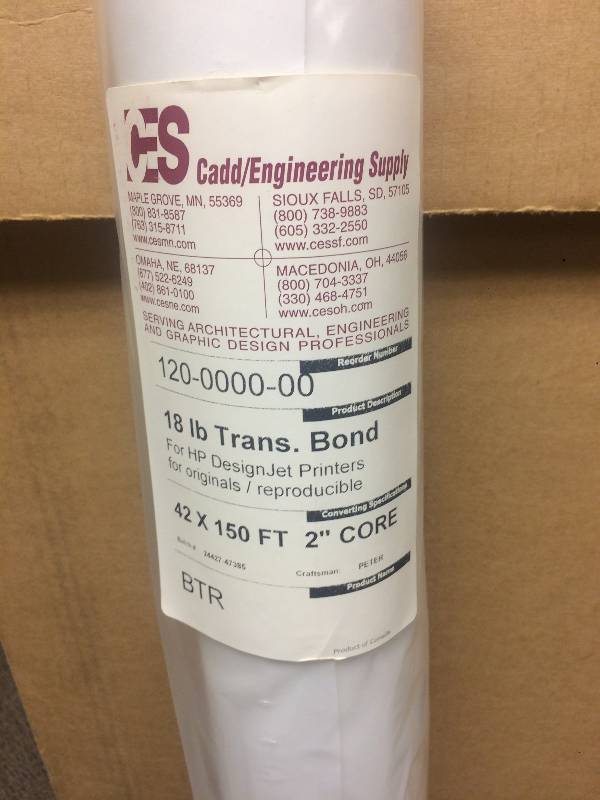 CES
Cadd/Engineering Supply
MAPLE GROVE, MN, 55369
(800) 831-8587
(763) 315-8711
www.cesmn.com
SIOUX FALLS, SD, 57105
(800) 738-9883
(605) 332-2550
www.cessf.com
OMAHA, NE, 68137
(877) 522-6249
(402) 861-0100
www.cesne.com
MACEDONIA, OH, 44056
(800) 704-3337
(330) 468-4751
www.cesoh.com
SERVING ARCHITECTURAL, ENGINEERING
AND GRAPHIC DESIGN PROFESSIONALS
Reorder Number
120-0000-00
Product Description
18 lb Trans. Bond
For HP DesignJet Printers
for originals / reproducible
Converting Specifications
42 X 150 FT 2" CORE
Batch # 24427.47385 Craftsman: PETER
Product Name
BTR
Product of Canada